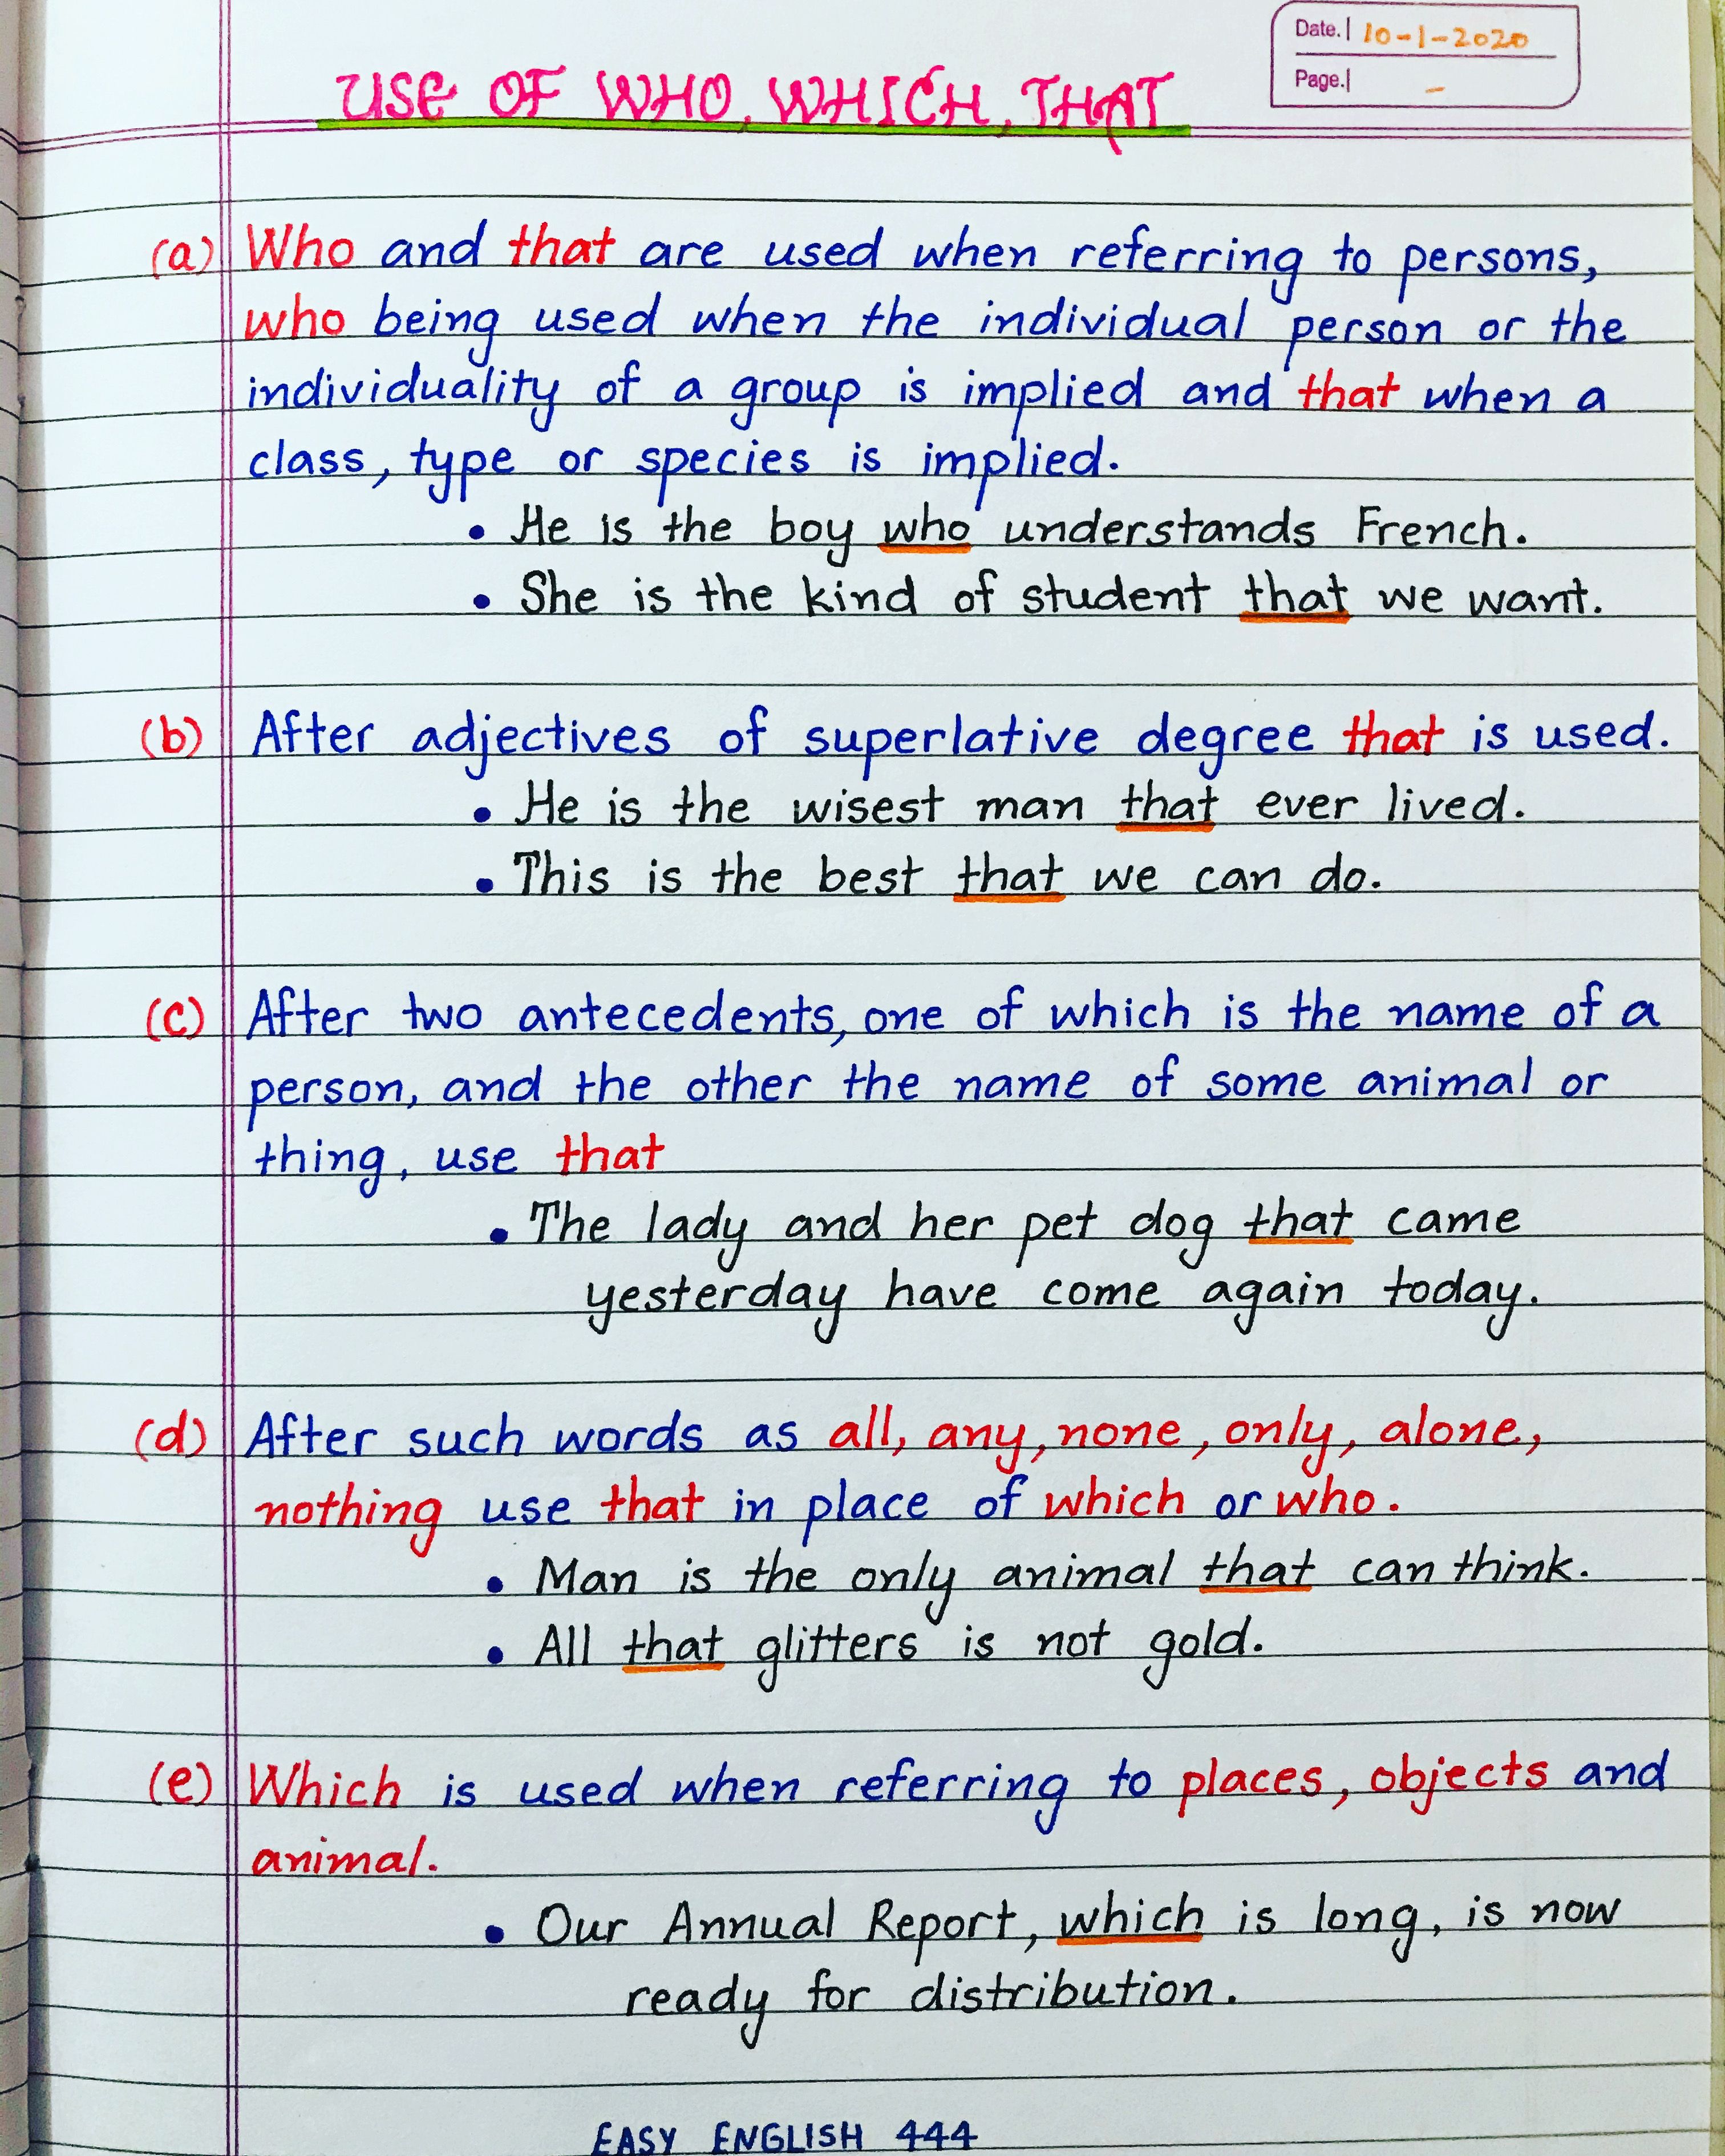 Date. 10-1-2020
Page. -
USE OF WHO, WHICH, THAT
(a) Who and that are used when referring to persons,
who being used when the individual person or the
individuality of a group is implied and that when a
class, type or species is implied.
• He is the boy who understands French.
• She is the kind of student that we want.
(b) After adjectives of superlative degree that is used.
• He is the wisest man that ever lived.
• This is the best that we can do.
(c) After two antecedents, one of which is the name of a
person, and the other the name of some animal or
thing, use that
• The lady and her pet dog that came
yesterday have come again today.
(d) After such words as all, any, none, only, alone,
nothing use that in place of which or who.
• Man is the only animal that can think.
• All that glitters is not gold.
(e) Which is used when referring to places, objects and
animal.
• Our Annual Report, which is long, is now
ready for distribution.
EASY ENGLISH 444